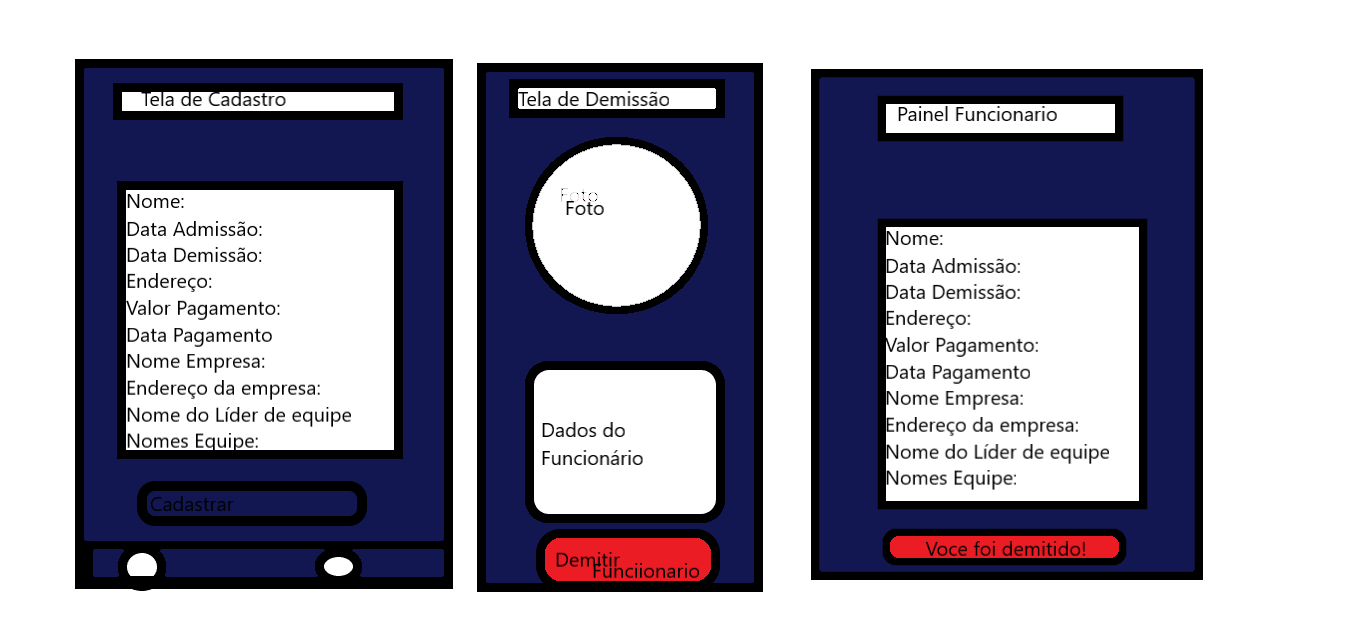 Tela de Cadastro
Nome:
Data Admissão:
Data Demissão:
Endereço:
Valor Pagamento:
Data Pagamento
Nome Empresa:
Endereço da empresa:
Nome do Líder de equipe
Nomes Equipe:
Cadastrar
Tela de Demissão
Foto
Foto
Dados do
Funcionário
Demitir
Funciionario
Painel Funcionario
Nome:
Data Admissão:
Data Demissão:
Endereço:
Valor Pagamento:
Data Pagamento
Nome Empresa:
Endereço da empresa:
Nome do Líder de equipe
Nomes Equipe:
Voce foi demitido!